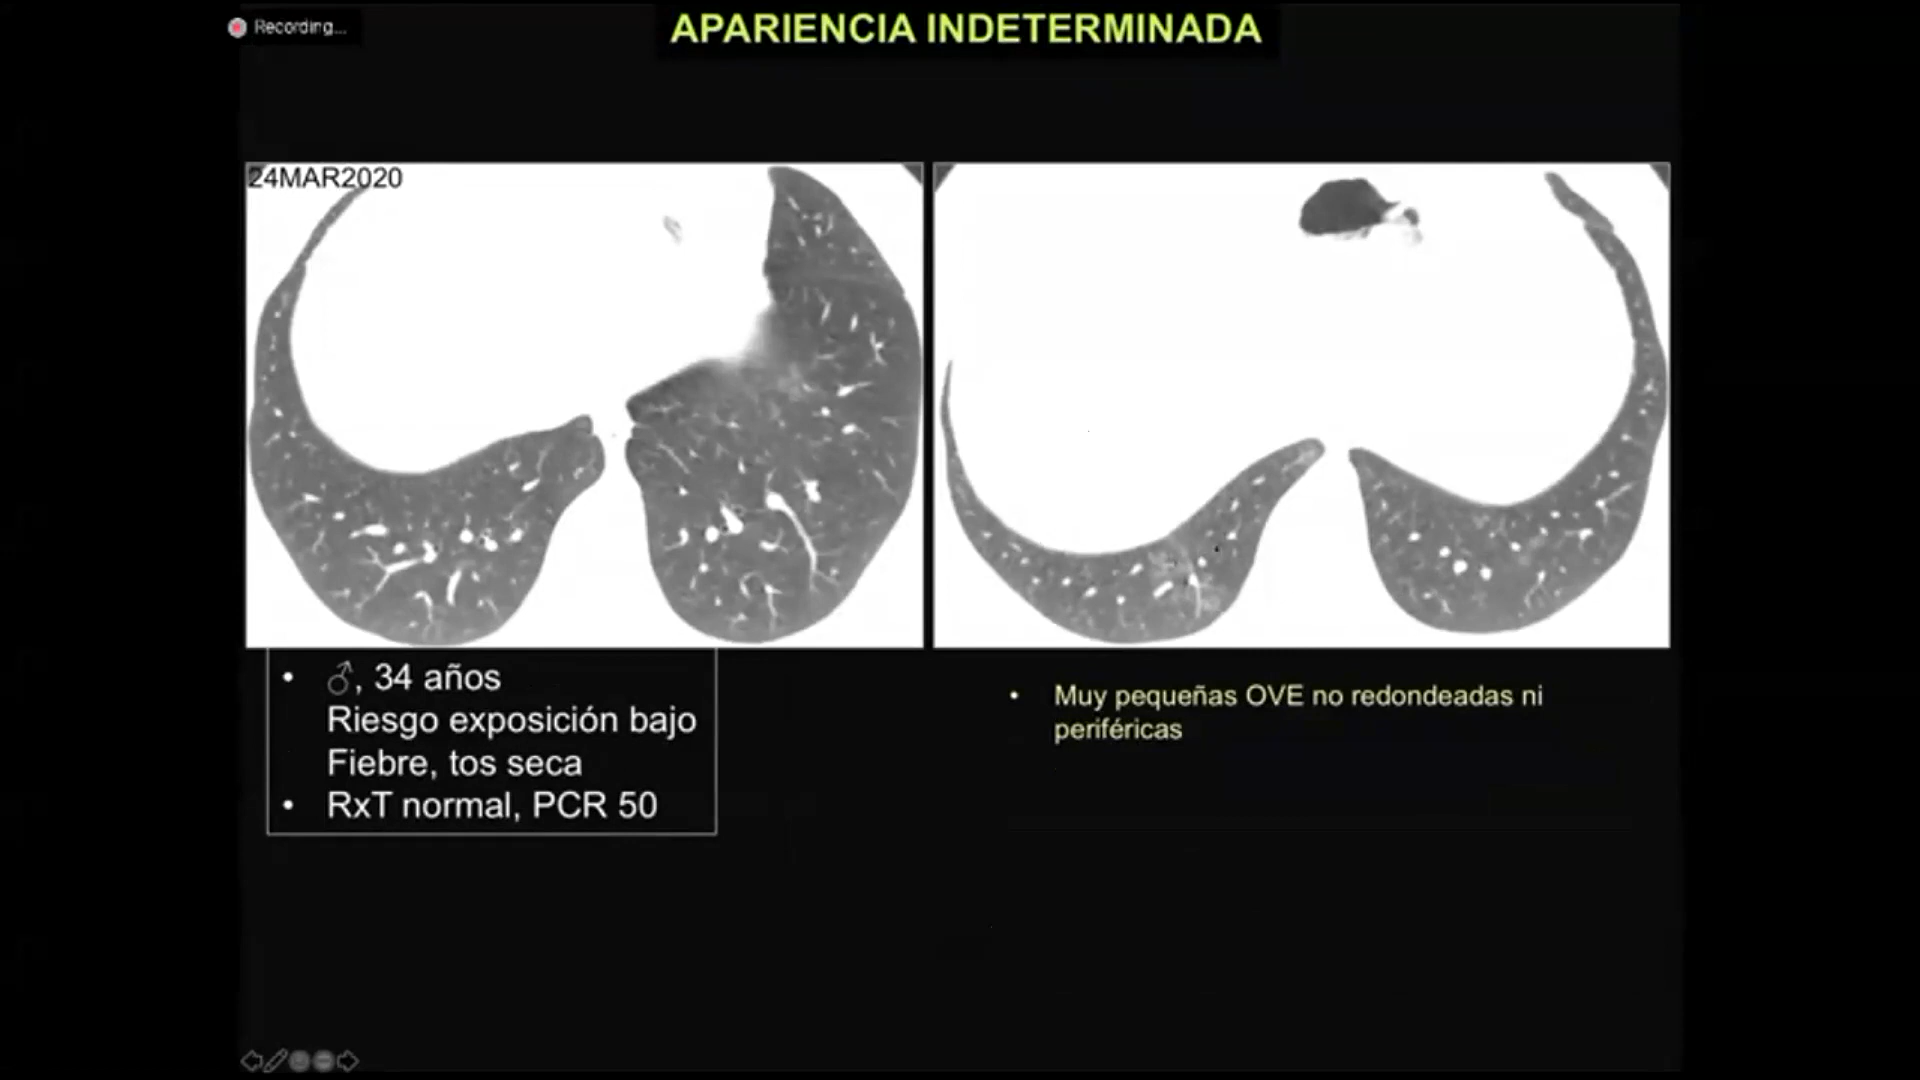 Recording...
APARIENCIA INDETERMINADA
24MAR2020
• ♂, 34 años
Riesgo exposición bajo
Fiebre, tos seca
• RxT normal, PCR 50
• Muy pequeñas OVE no redondeadas ni
periféricas